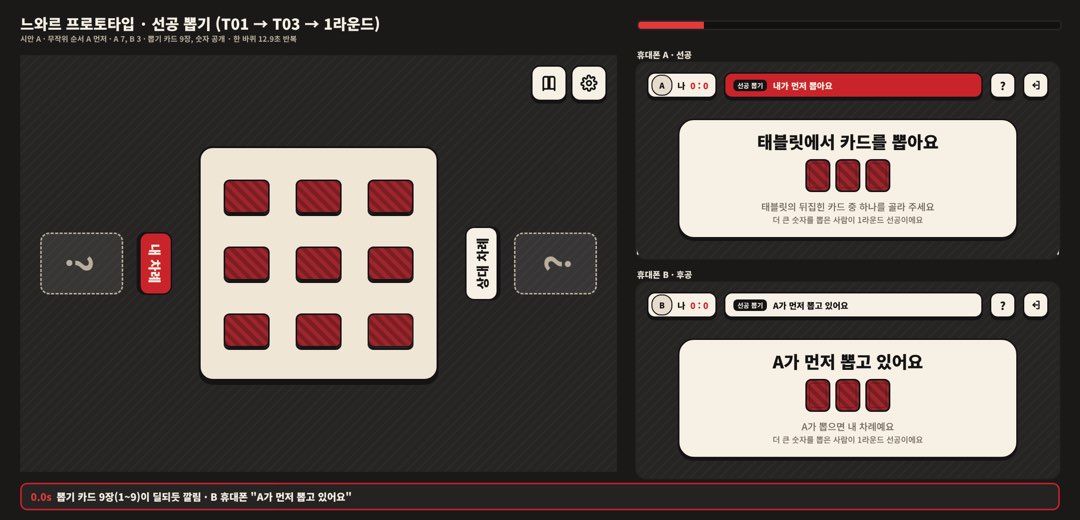 느와르 프로토타입 · 선공 뽑기 (T01 → T03 → 1라운드)
시안 A · 무작위 순서 A 먼저 · A 7, B 3 · 뽑기 카드 9장, 숫자 공개 · 한 바퀴 12.9초 반복
?
내 차례
상대 차례
?
휴대폰 A · 선공
A 나 0 : 0
선공 뽑기 내가 먼저 뽑아요
?
태블릿에서 카드를 뽑아요
태블릿의 뒤집힌 카드 중 하나를 골라 주세요
더 큰 숫자를 뽑은 사람이 1라운드 선공이에요
휴대폰 B · 후공
B 나 0 : 0
선공 뽑기 A가 먼저 뽑고 있어요
?
A가 먼저 뽑고 있어요
A가 뽑으면 내 차례예요
더 큰 숫자를 뽑은 사람이 1라운드 선공이에요
0.0s 뽑기 카드 9장(1~9)이 딜되듯 깔림 · B 휴대폰 "A가 먼저 뽑고 있어요"